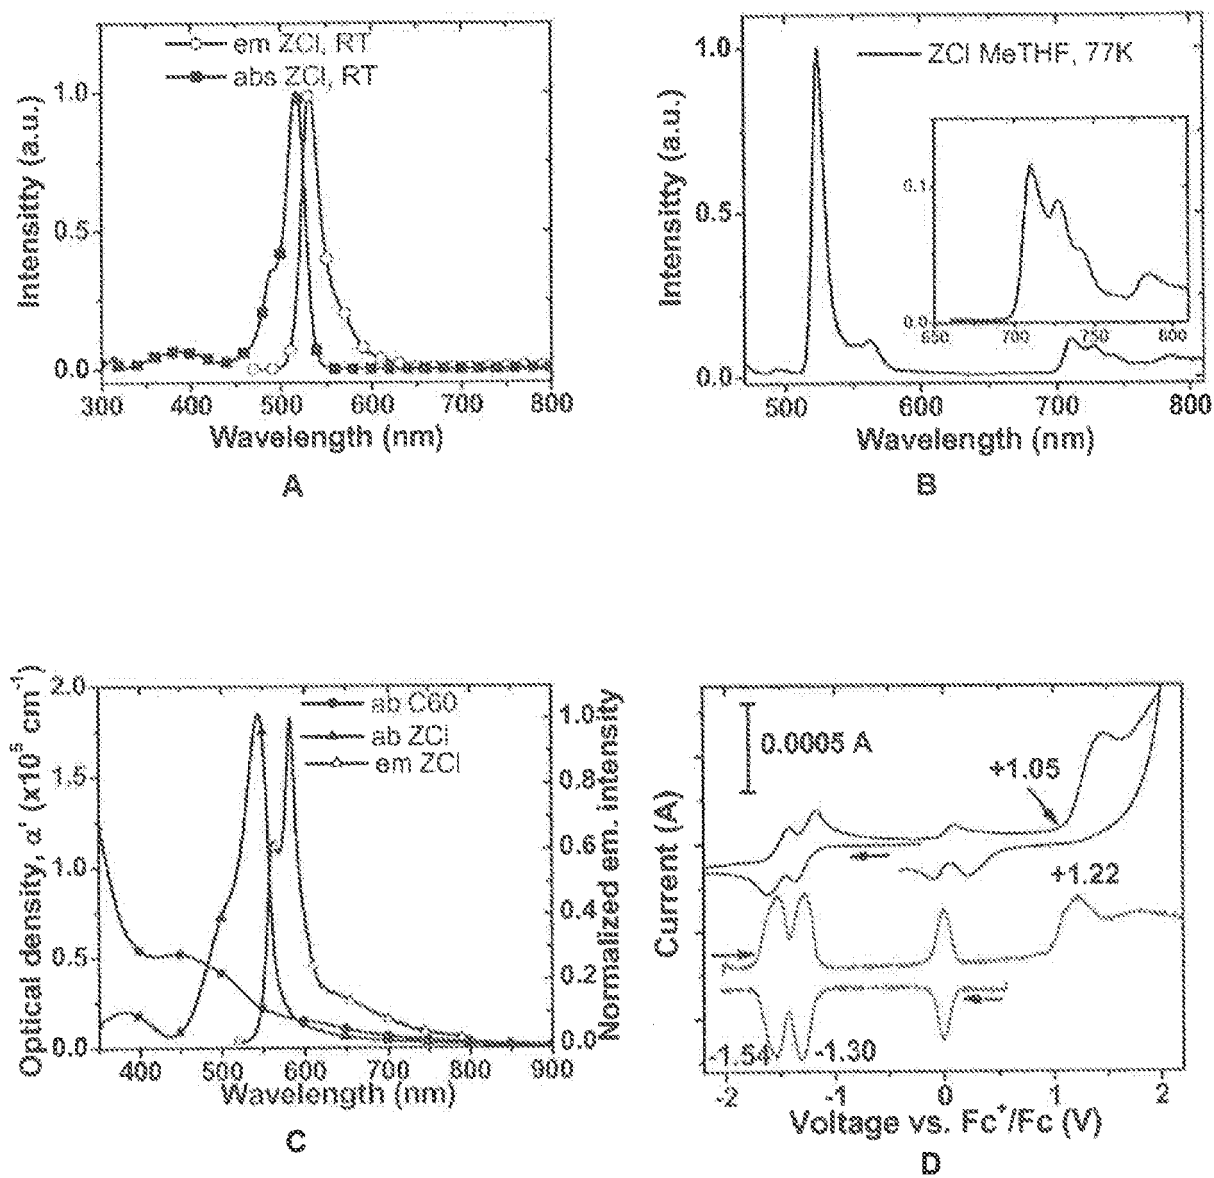 em ZCl, RT
abs ZCl, RT
Intensitty (a.u.)
1.0
0.5
0.0
300 400 500 600 700 800
Wavelength (nm)
A
ZCl MeTHF, 77K
Intensitty (a.u.)
1.0
0.5
0.0
0.1
0.0
650 700 750 800
500 600 700 800
Wavelength (nm)
B
ab C60
ab ZCl
em ZCl
Optical density, α' (x10⁵ cm⁻¹)
2.0
1.5
1.0
0.5
0.0
Normalized em. intensity
1.0
0.8
0.6
0.4
0.2
0.0
400 500 600 700 800 900
Wavelength (nm)
C
0.0005 A
+1.05
+1.22
Current (A)
-1.54 -1.30
-2 -1 0 1 2
Voltage vs. Fc⁺/Fc (V)
D